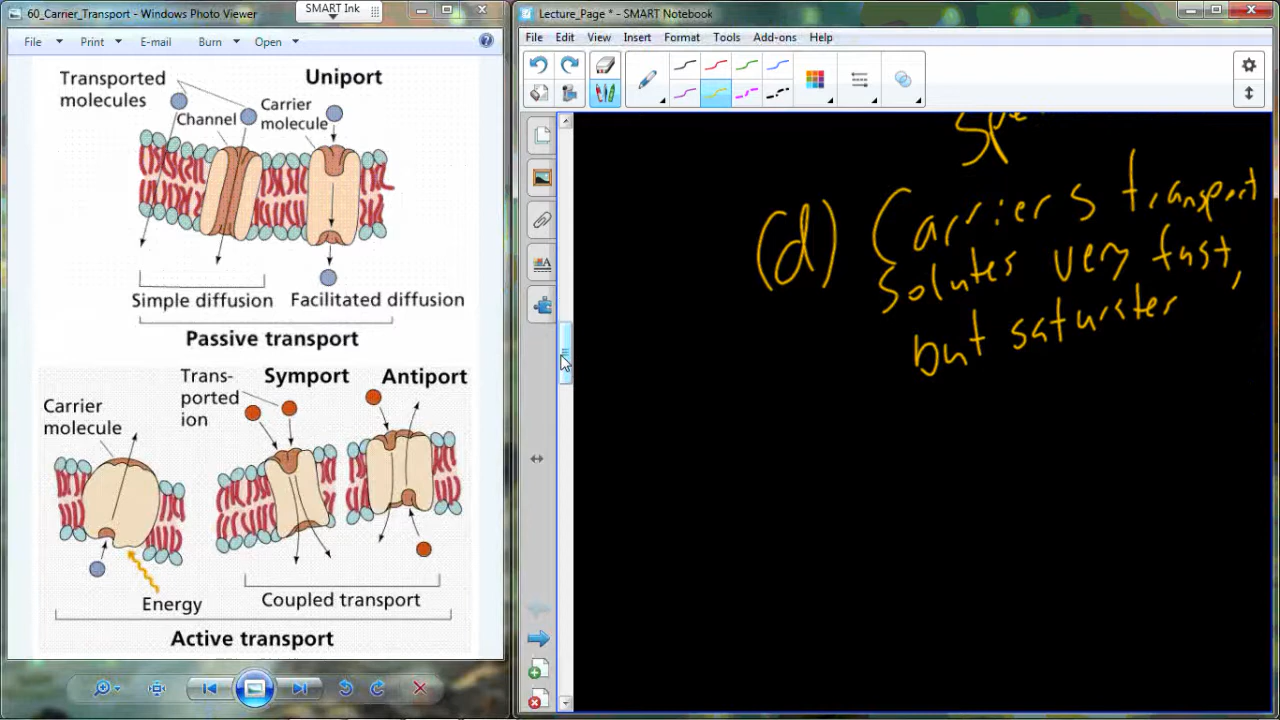 60_Carrier_Transport - Windows Photo Viewer
SMART Ink
File Print E-mail Burn Open
Transported
molecules
Uniport
Channel
Carrier
molecule
Simple diffusion
Facilitated diffusion
Passive transport
Trans-
ported
ion
Symport
Antiport
Carrier
molecule
Energy
Coupled transport
Active transport
Lecture_Page * - SMART Notebook
File Edit View Insert Format Tools Add-ons Help
(d) Carriers transport
solutes very fast,
but saturates